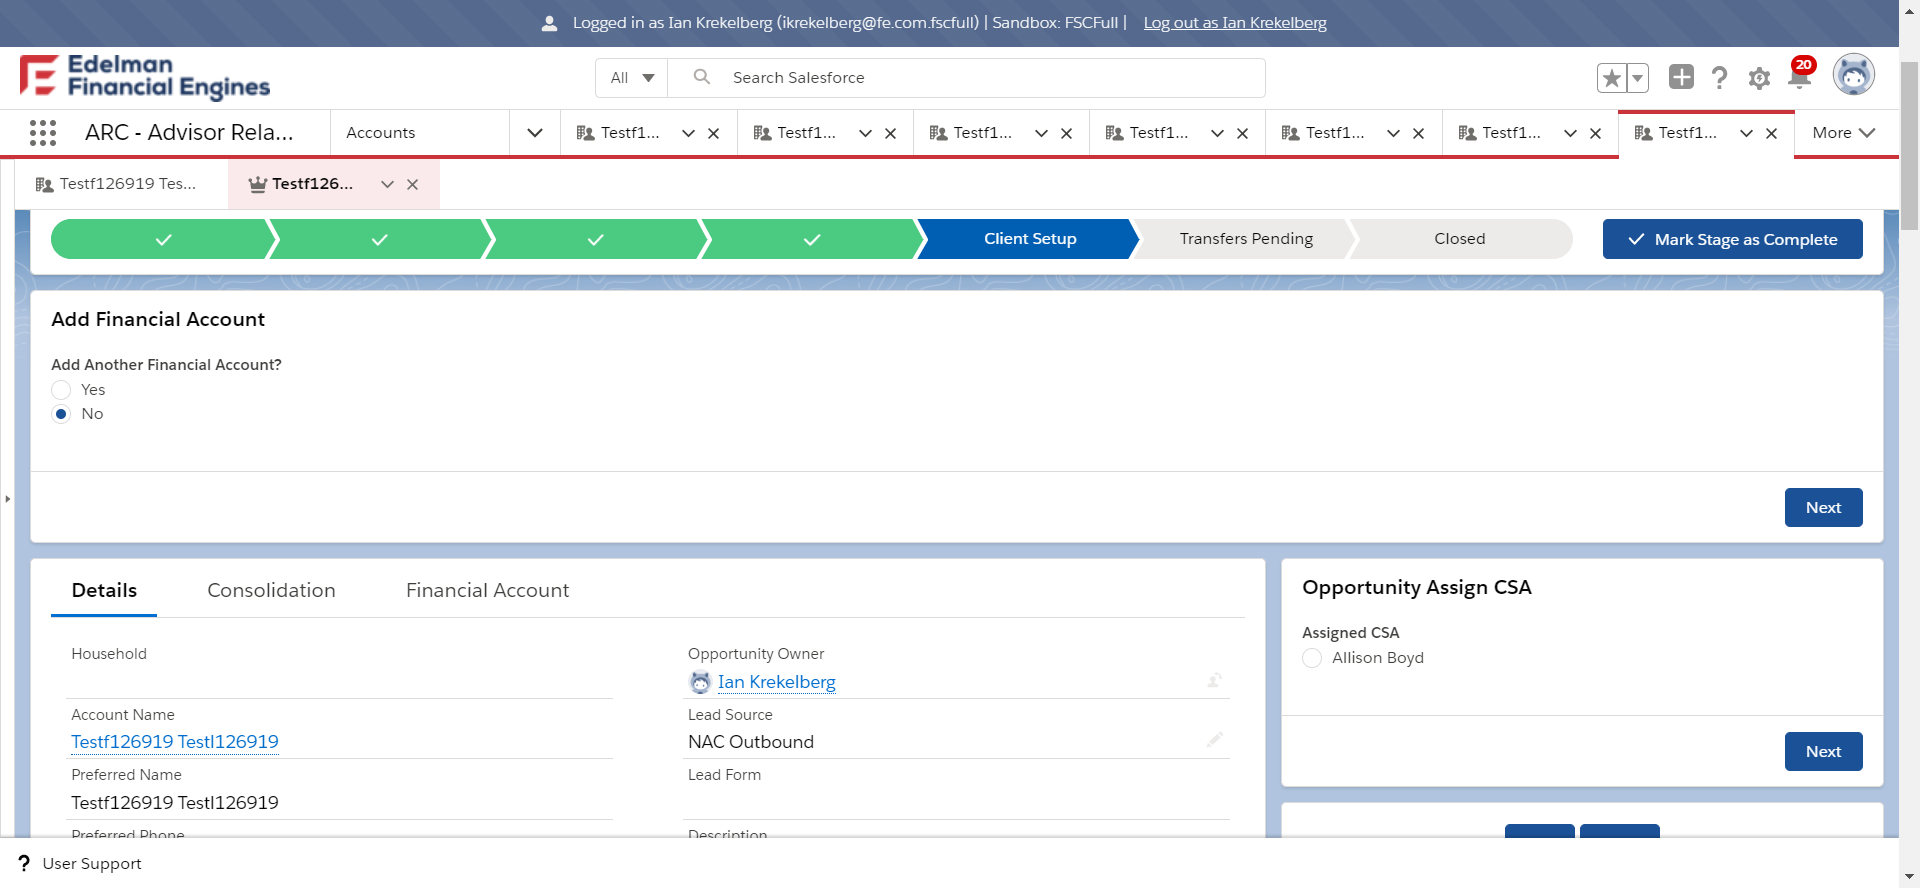 Logged in as Ian Krekelberg (ikrekelberg@fe.com.fscfull) | Sandbox: FSCFull | Log out as Ian Krekelberg
Edelman
Financial Engines
All
Search Salesforce
20
ARC - Advisor Rela...
Accounts
Testf1...
Testf1...
Testf1...
Testf1...
Testf1...
Testf1...
Testf1...
More
Testf126919 Tes...
Testf126...
Client Setup
Transfers Pending
Closed
Mark Stage as Complete
Add Financial Account
Add Another Financial Account?
Yes
No
Next
Details
Consolidation
Financial Account
Household
Opportunity Owner
Ian Krekelberg
Account Name
Testf126919 Testl126919
Lead Source
NAC Outbound
Preferred Name
Testf126919 Testl126919
Lead Form
Preferred Phone
Description
Opportunity Assign CSA
Assigned CSA
Allison Boyd
Next
? User Support